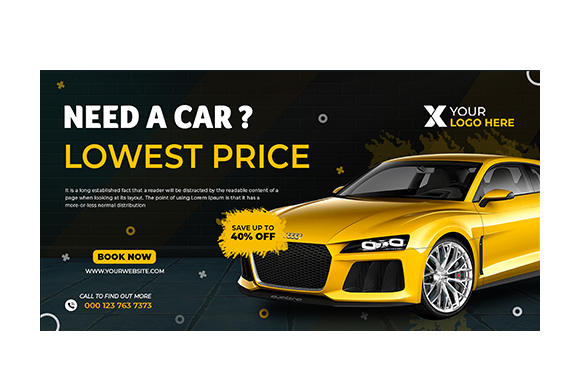 NEED A CAR ?
LOWEST PRICE
X YOUR
LOGO HERE
It is a long established fact that a reader will be distracted by the readable content of a
page when looking at its layout. The point of using Lorem Ipsum is that it has a
more-or-less normal distribution
SAVE UP TO
40% OFF
BOOK NOW
WWW.YOURWEBSITE.COM
CALL TO FIND OUT MORE
000 123 763 7373